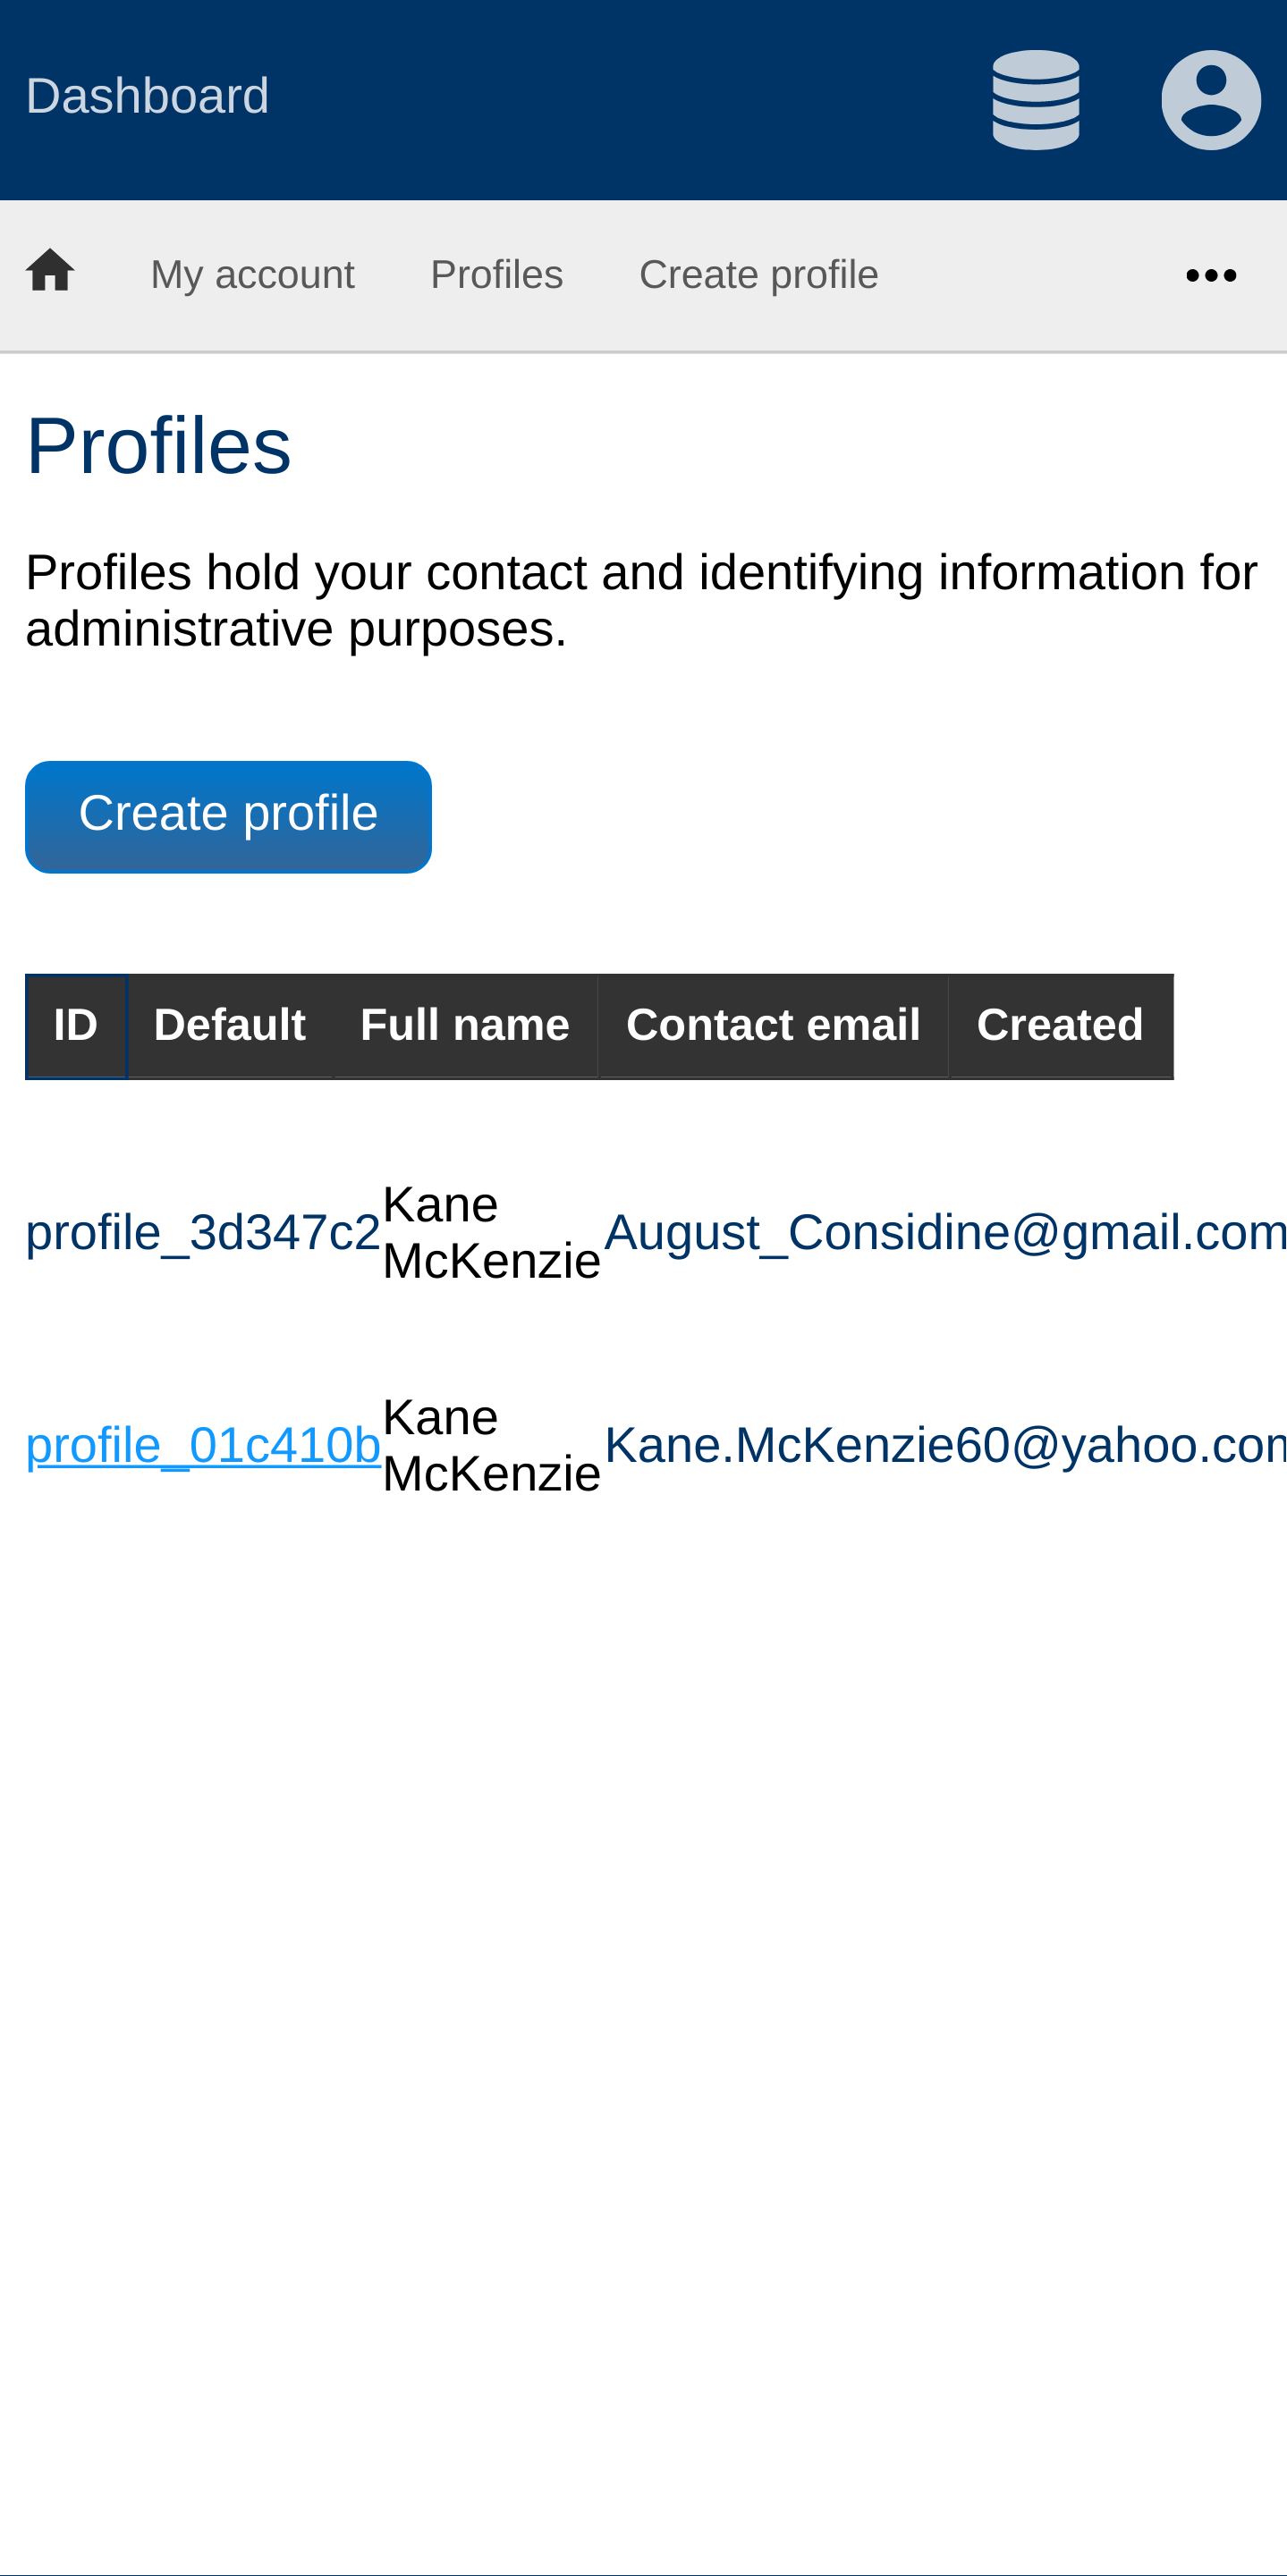 Dashboard
My account Profiles Create profile
Profiles
Profiles hold your contact and identifying information for
administrative purposes.
Create profile
ID Default Full name Contact email Created
profile_3d347c2 Kane McKenzie August_Considine@gmail.com
profile_01c410b Kane McKenzie Kane.McKenzie60@yahoo.com